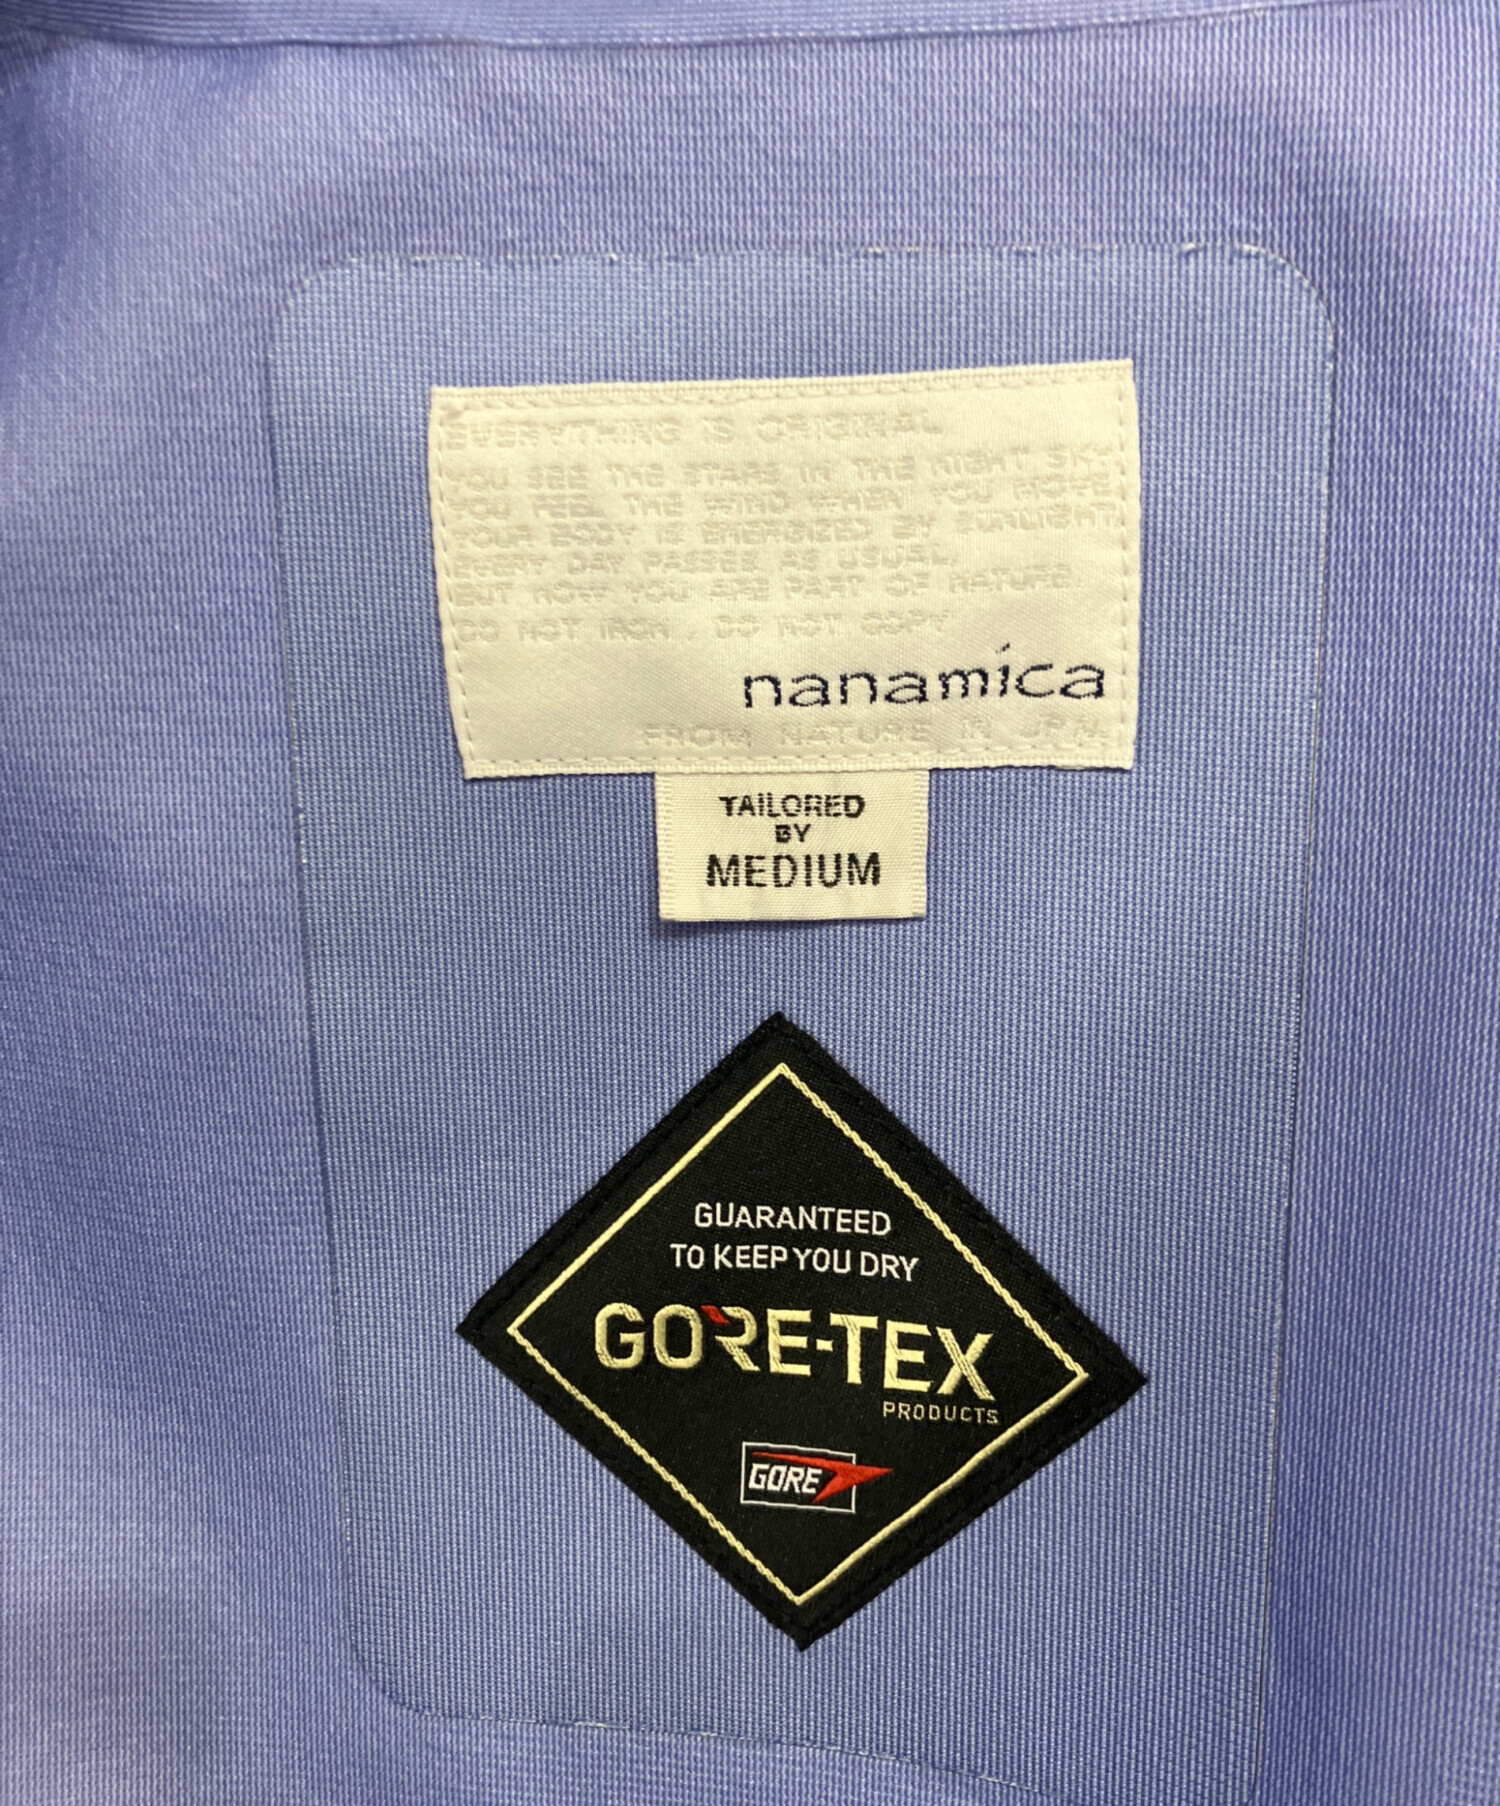 EVERYTHING IS ORIGINAL
YOU SEE THE STARS IN THE NIGHT SKY,
YOU FEEL THE WIND WHEN YOU MOVE,
YOUR BODY IS ENERGIZED BY SUNLIGHT.
EVERY DAY PASSES AS USUAL,
BUT NOW YOU ARE PART OF NATURE
DO NOT IRON , DO NOT COPY
nanamica
FROM NATURE IN JPN.
TAILORED
BY
MEDIUM
GUARANTEED
TO KEEP YOU DRY
GORE-TEX
PRODUCTS
GORE